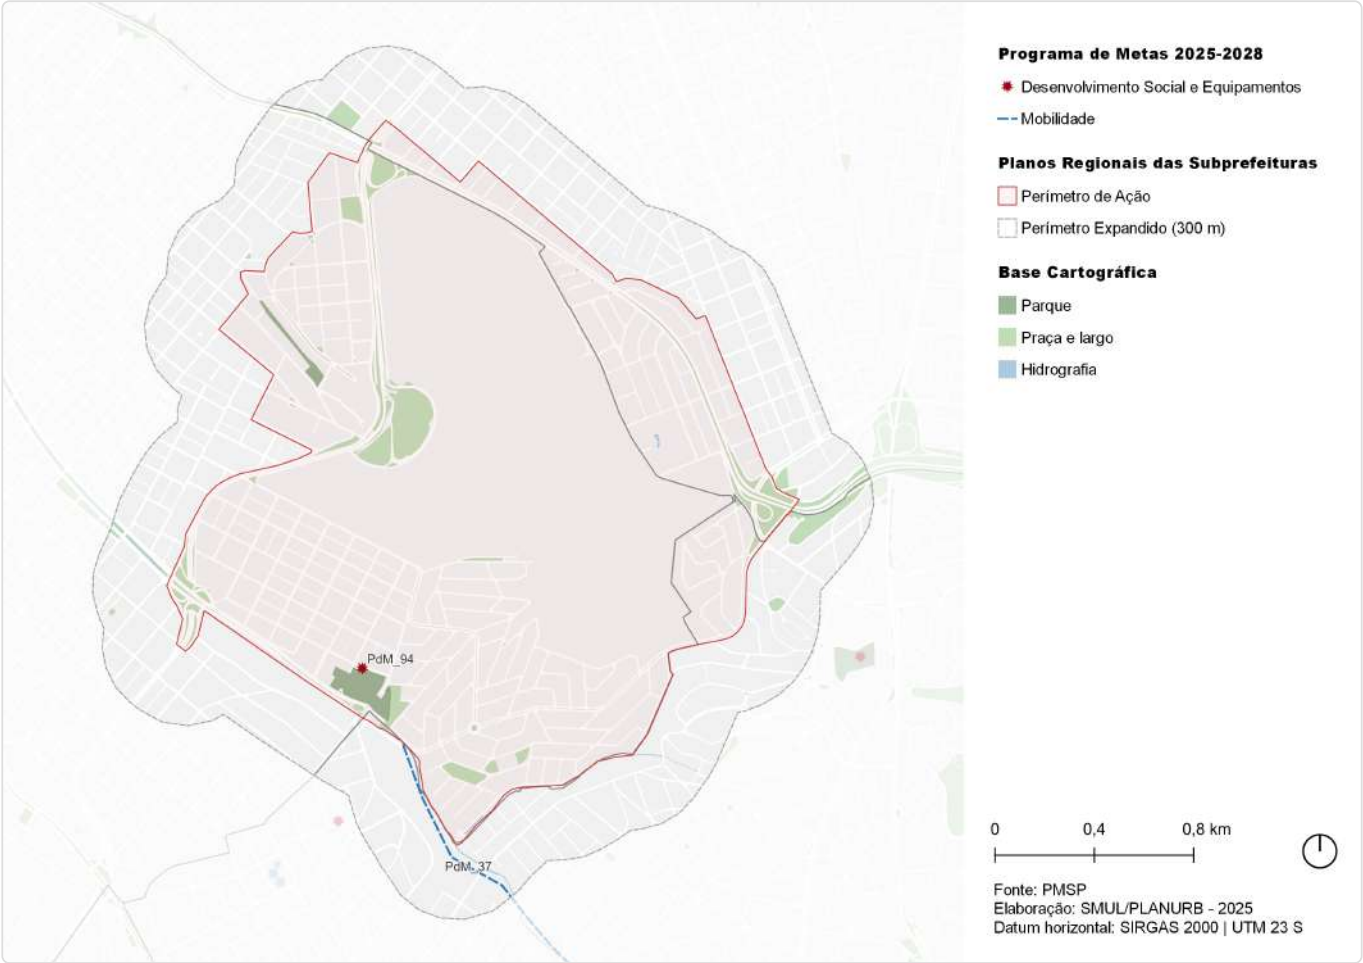 Programa de Metas 2025-2028
Desenvolvimento Social e Equipamentos
Mobilidade
Planos Regionais das Subprefeituras
Perímetro de Ação
Perímetro Expandido (300 m)
Base Cartográfica
Parque
Praça e largo
Hidrografia
PdM_94
PdM_37
0 0,4 0,8 km
Fonte: PMSP
Elaboração: SMUL/PLANURB - 2025
Datum horizontal: SIRGAS 2000 | UTM 23 S